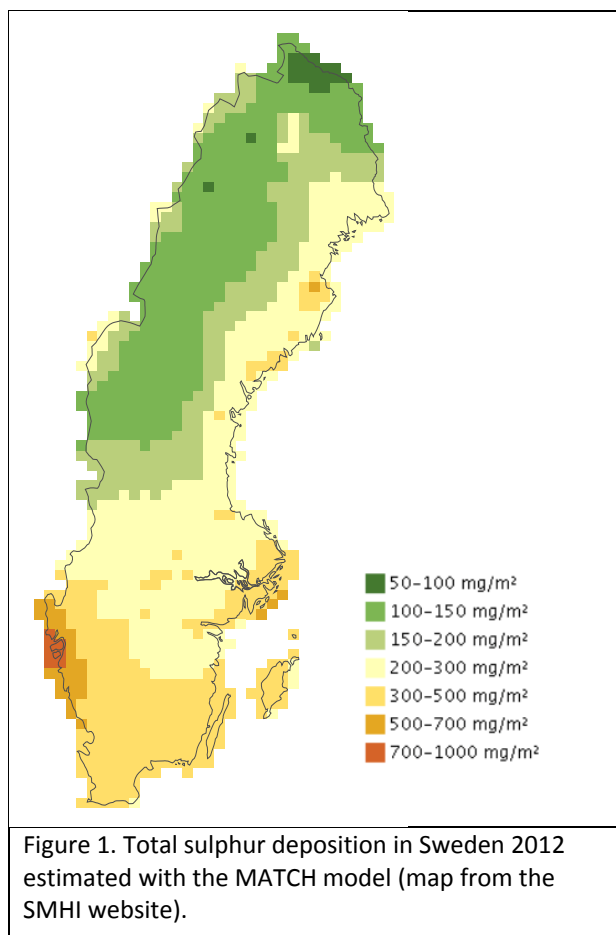 50–100 mg/m²
100–150 mg/m²
150–200 mg/m²
200–300 mg/m²
300–500 mg/m²
500–700 mg/m²
700–1000 mg/m²
Figure 1. Total sulphur deposition in Sweden 2012
estimated with the MATCH model (map from the
SMHI website).